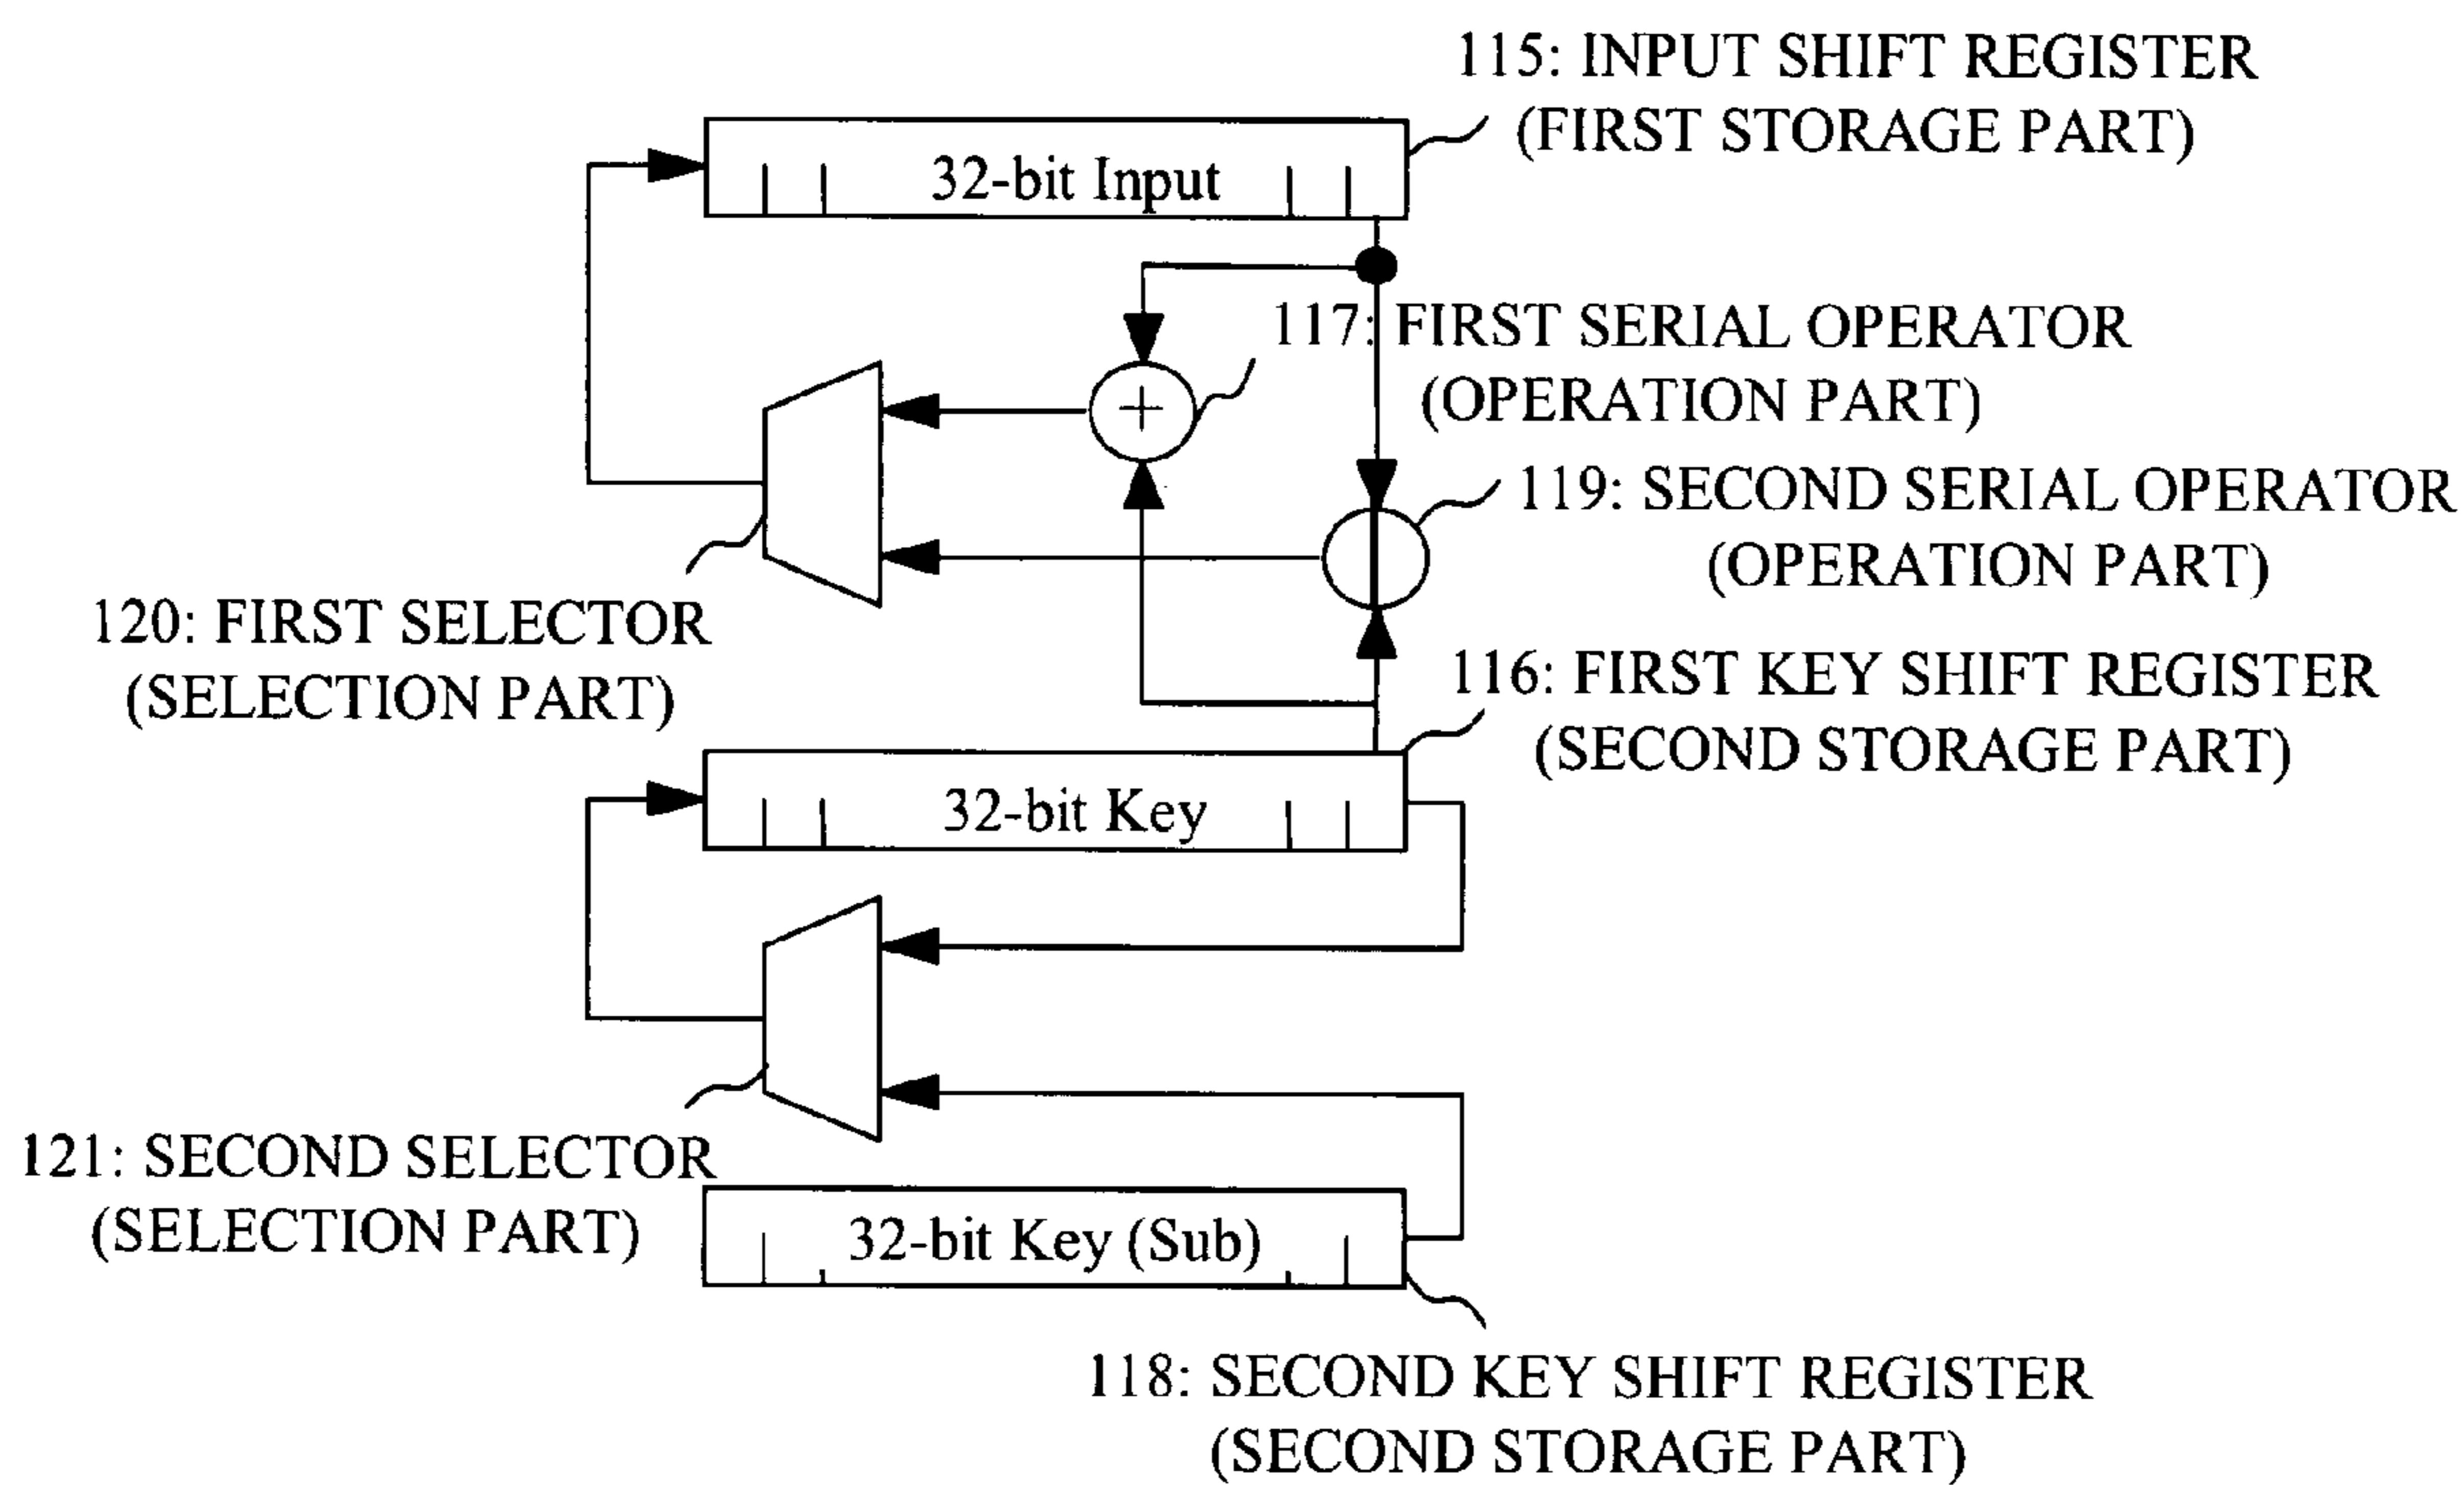 115: INPUT SHIFT REGISTER
(FIRST STORAGE PART)
32-bit Input
117: FIRST SERIAL OPERATOR
(OPERATION PART)
119: SECOND SERIAL OPERATOR
(OPERATION PART)
120: FIRST SELECTOR
(SELECTION PART)
116: FIRST KEY SHIFT REGISTER
(SECOND STORAGE PART)
32-bit Key
121: SECOND SELECTOR
(SELECTION PART)
32-bit Key (Sub)
118: SECOND KEY SHIFT REGISTER
(SECOND STORAGE PART)